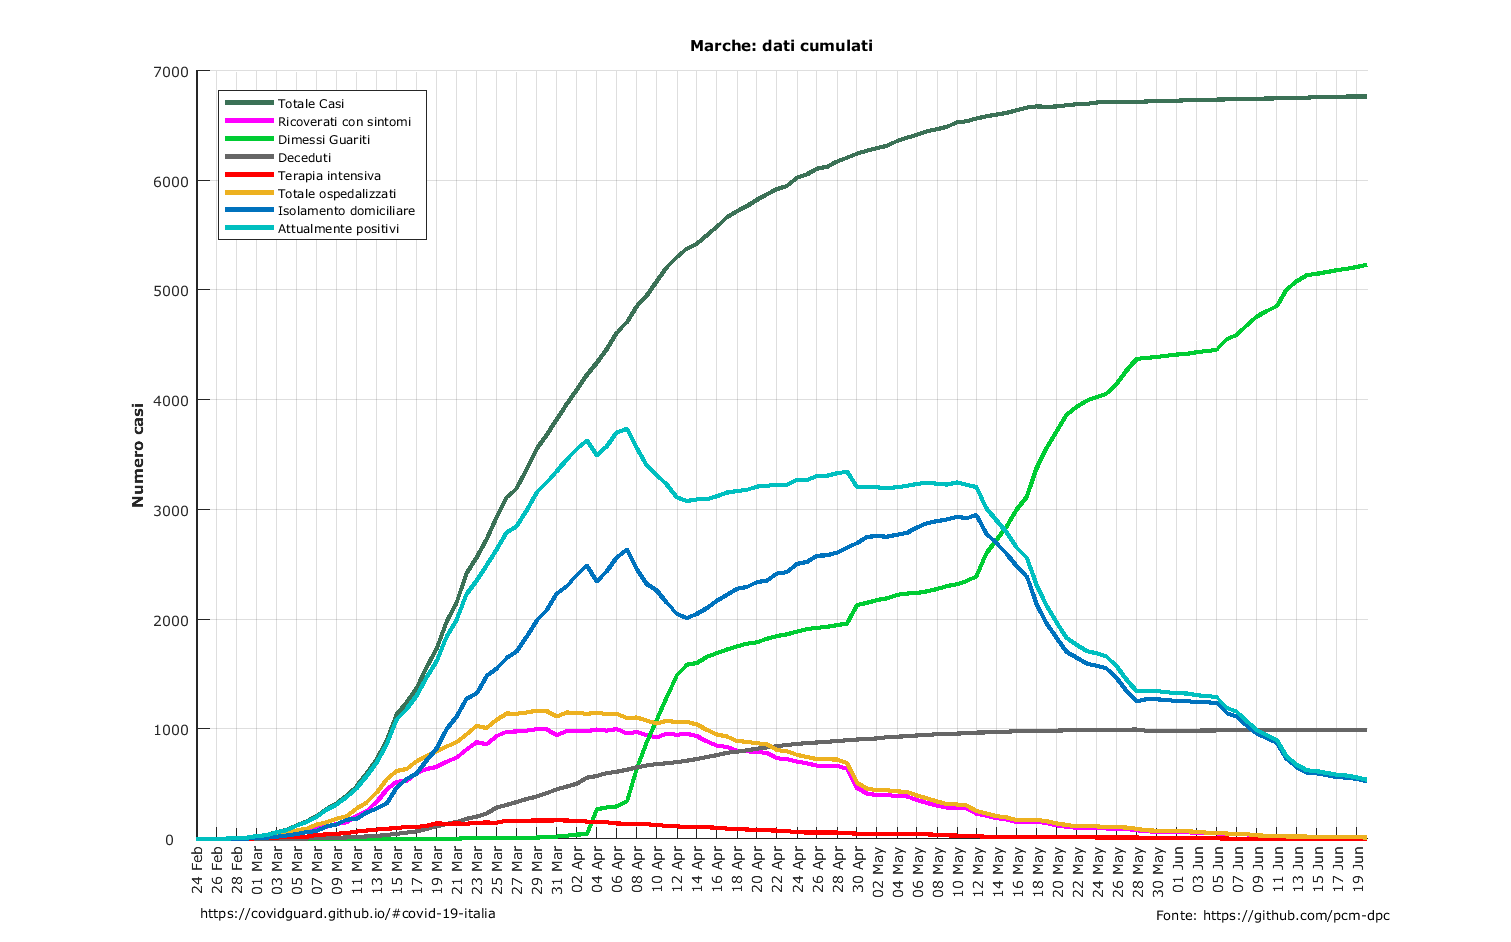 Marche: dati cumulati
7000
6000
5000
4000
3000
2000
1000
0
Numero casi
Totale Casi
Ricoverati con sintomi
Dimessi Guariti
Deceduti
Terapia intensiva
Totale ospedalizzati
Isolamento domiciliare
Attualmente positivi
24 Feb
26 Feb
28 Feb
01 Mar
03 Mar
05 Mar
07 Mar
09 Mar
11 Mar
13 Mar
15 Mar
17 Mar
19 Mar
21 Mar
23 Mar
25 Mar
27 Mar
29 Mar
31 Mar
02 Apr
04 Apr
06 Apr
08 Apr
10 Apr
12 Apr
14 Apr
16 Apr
18 Apr
20 Apr
22 Apr
24 Apr
26 Apr
28 Apr
30 Apr
02 May
04 May
06 May
08 May
10 May
12 May
14 May
16 May
18 May
20 May
22 May
24 May
26 May
28 May
30 May
01 Jun
03 Jun
05 Jun
07 Jun
09 Jun
11 Jun
13 Jun
15 Jun
17 Jun
19 Jun
https://covidguard.github.io/#covid-19-italia
Fonte: https://github.com/pcm-dpc